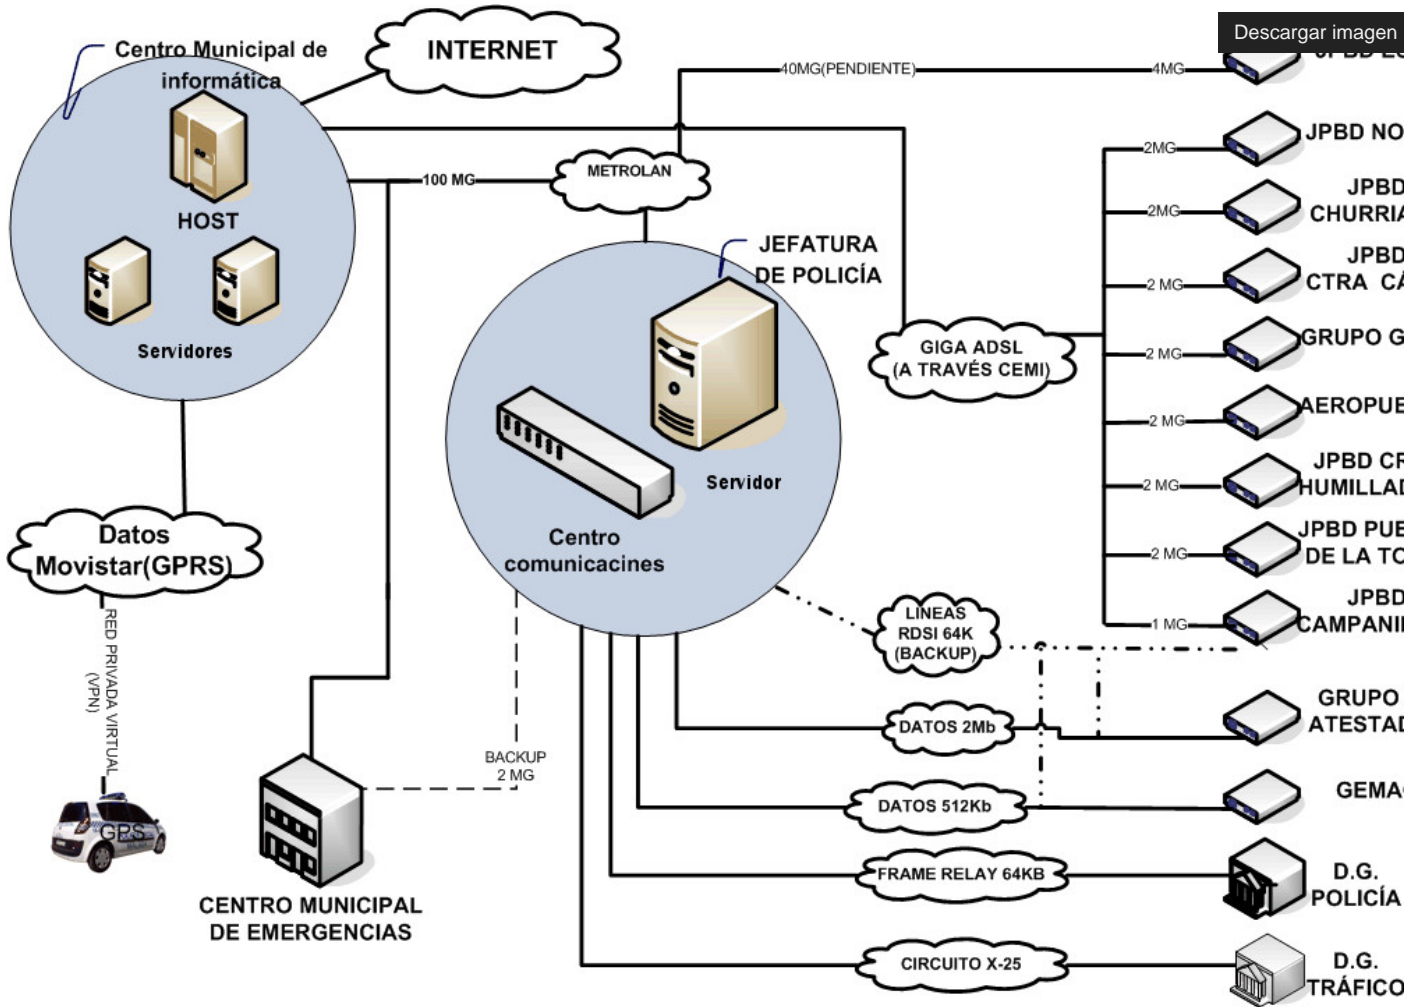 Descargar imagen
Centro Municipal de
informática
INTERNET
40MG(PENDIENTE)
4MG
JPBD
HOST
Servidores
100 MG
METROLAN
JEFATURA
DE POLICÍA
Servidor
Centro
comunicacines
GIGA ADSL
(A TRAVÉS CEMI)
2MG
JPBD NO
2MG
JPBD
CHURRIA
2 MG
JPBD
CTRA CÁ
2 MG
GRUPO G
2 MG
AEROPUE
2 MG
JPBD CR
HUMILLAD
2 MG
JPBD PUE
DE LA TO
1 MG
JPBD
CAMPANI
Datos
Movistar(GPRS)
RED PRIVADA VIRTUAL
(VPN)
GPS
BACKUP
2 MG
CENTRO MUNICIPAL
DE EMERGENCIAS
LÍNEAS
RDSI 64K
(BACKUP)
DATOS 2Mb
GRUPO
ATESTAD
DATOS 512Kb
GEMA
FRAME RELAY 64KB
D.G.
POLICÍA
CIRCUITO X-25
D.G.
TRÁFICO